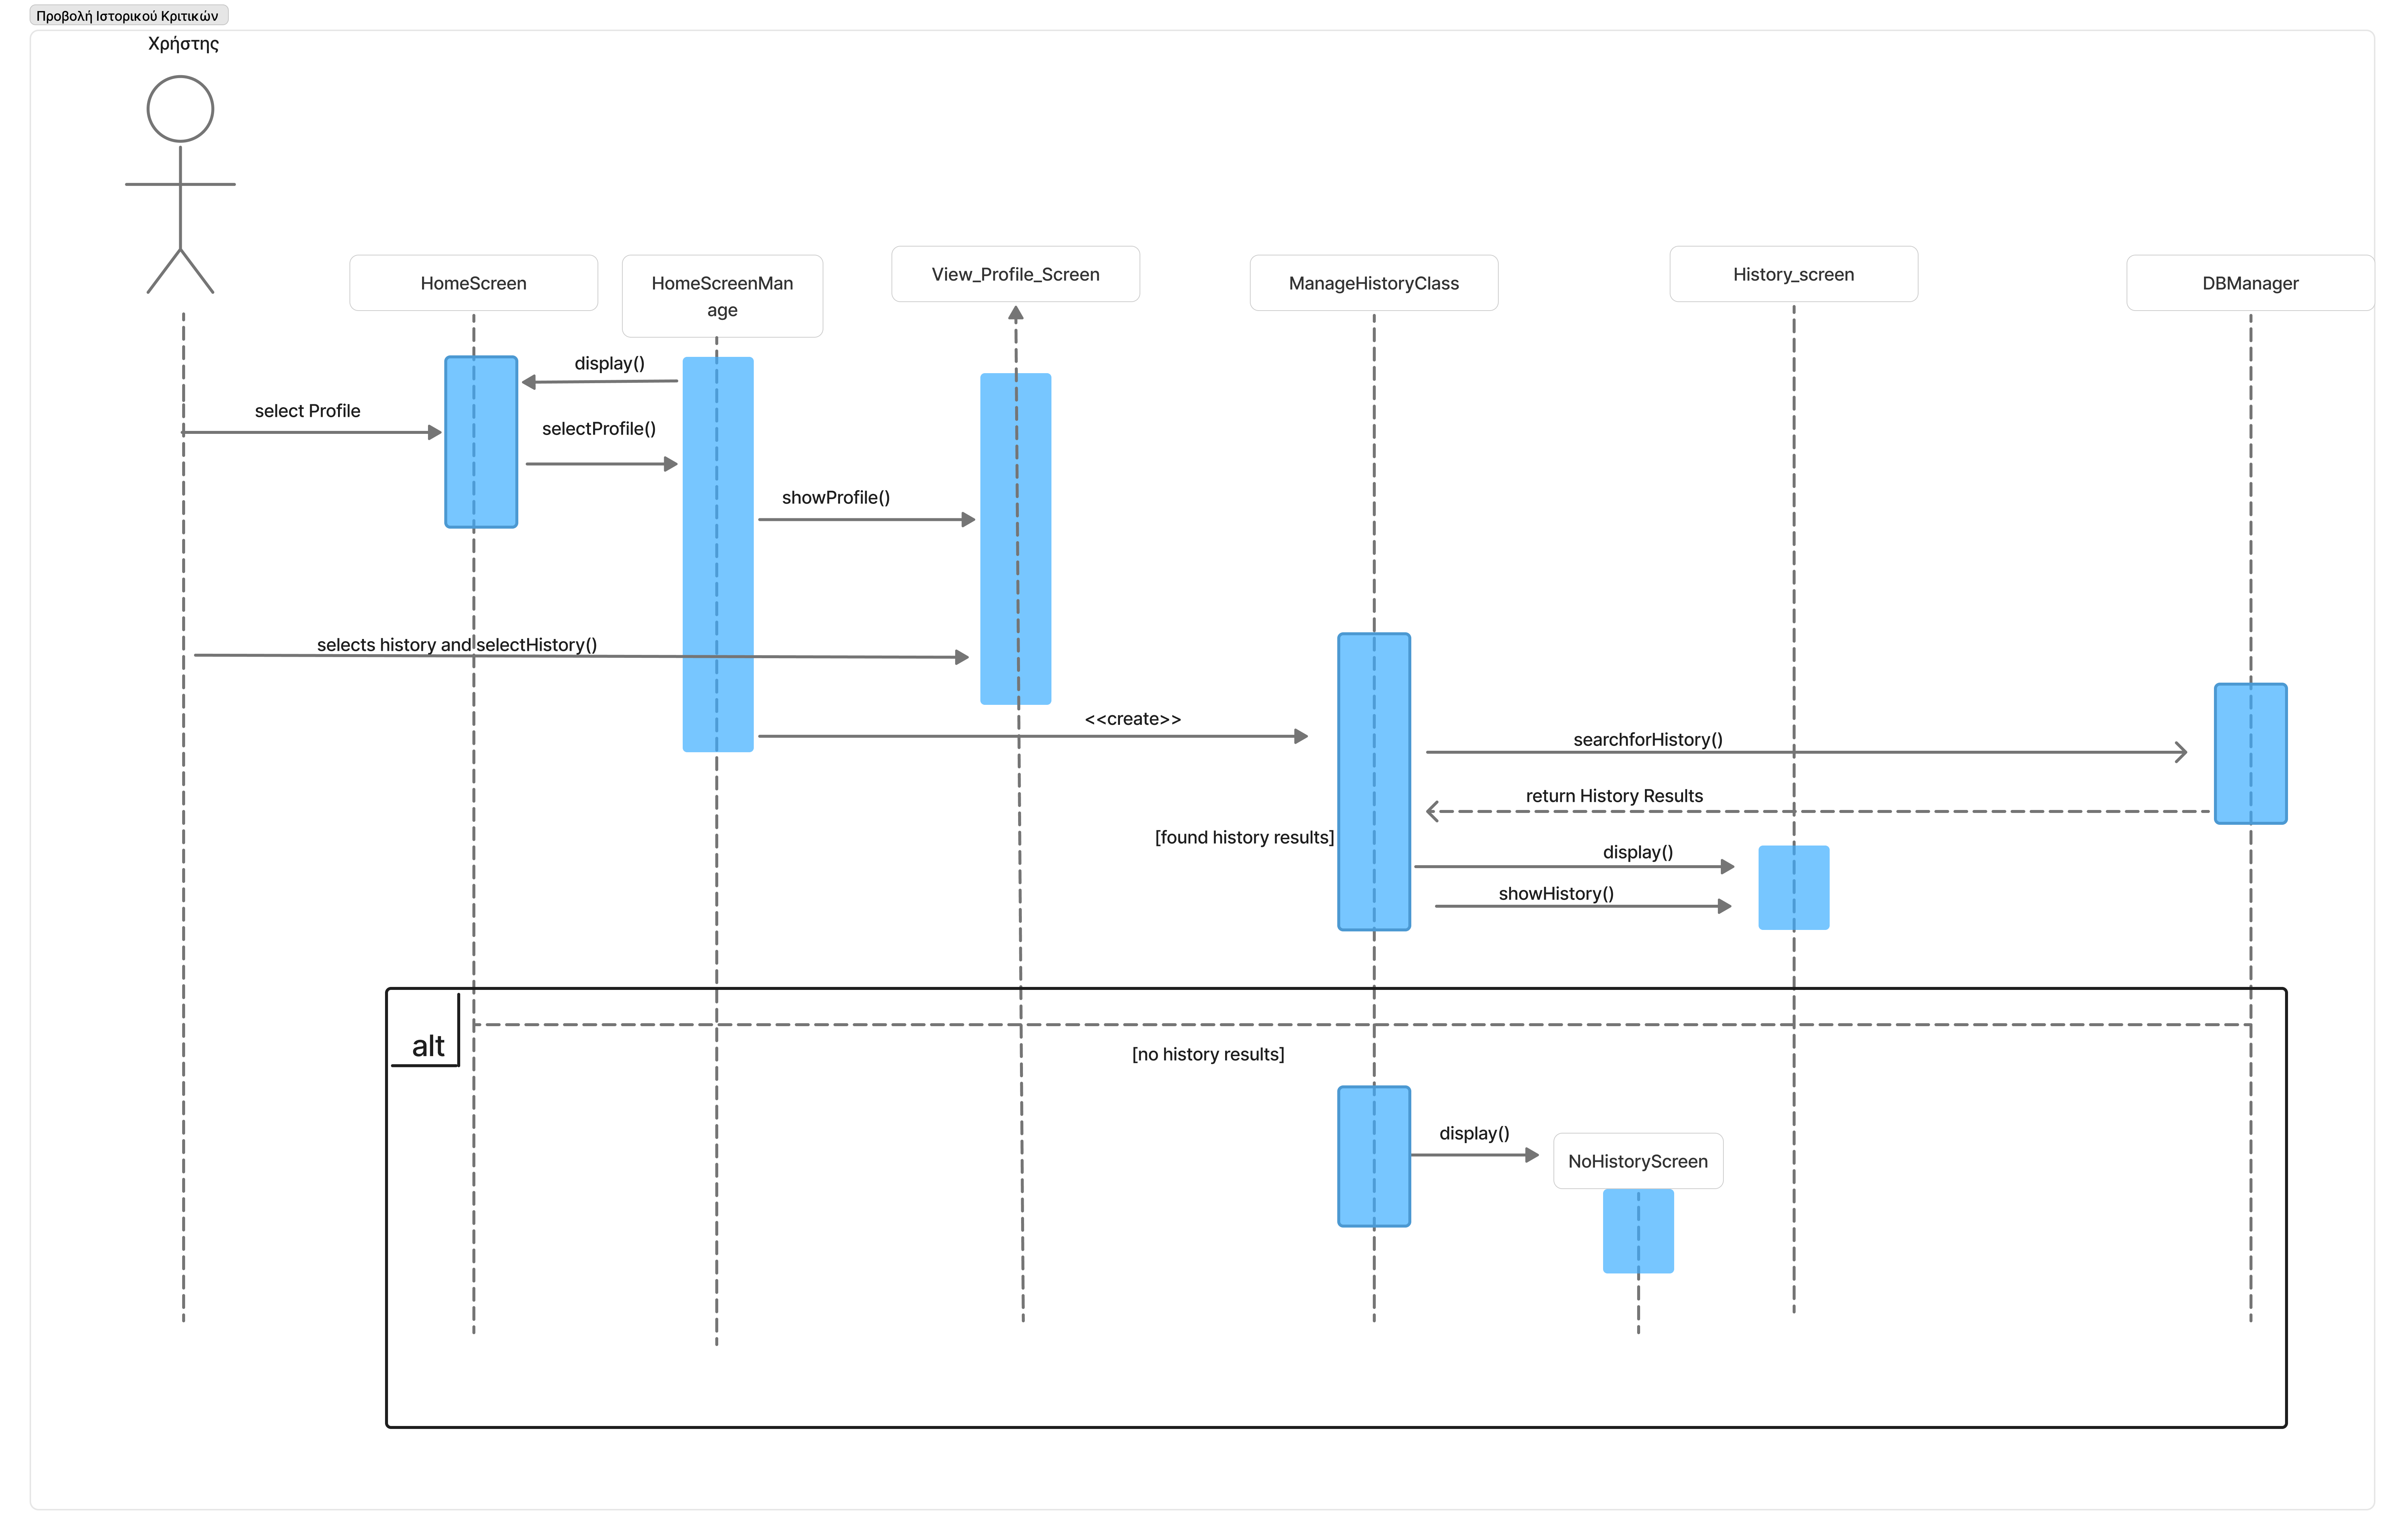 Προβολή Ιστορικού Κριτικών
Χρήστης
HomeScreen
HomeScreenMan
age
View_Profile_Screen
ManageHistoryClass
History_screen
DBManager
display()
select Profile
selectProfile()
showProfile()
selects history and selectHistory()
<<create>>
searchforHistory()
return History Results
[found history results]
display()
showHistory()
alt
[no history results]
display()
NoHistoryScreen